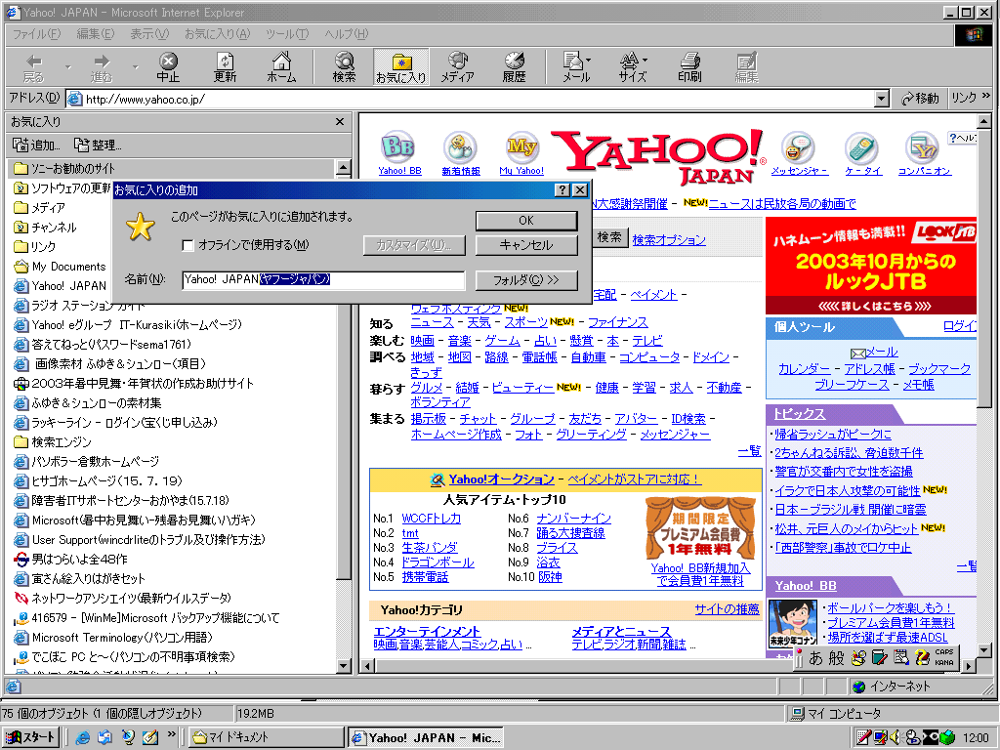 Yahoo! JAPAN - Microsoft Internet Explorer
ファイル(F) 編集(E) 表示(V) お気に入り(A) ツール(T) ヘルプ(H)
戻る 進む 中止 更新 ホーム 検索 お気に入り メディア 履歴 メール サイズ 印刷 編集
アドレス(D) http://www.yahoo.co.jp/ 移動 リンク »
お気に入り
追加... 整理...
ソニーお勧めのサイト
ソフトウェアの更新
メディア
チャンネル
リンク
My Documents
Yahoo! JAPAN
ラジオ ステーション ガイド
Yahoo! eグループ IT-Kurasiki(ホームページ)
答えてねっと(パスワードsema1761)
画像素材 ふゆき&シュンロー(項目)
2003年暑中見舞・年賀状の作成お助けサイト
ふゆき&シュンローの素材集
ラッキーライン - ログイン(宝くじ申し込み)
検索エンジン
パソボラー倉敷ホームページ
ヒサゴホームページ(15. 7. 19)
障害者ITサポートセンターおかやま(15.7.18)
Microsoft(暑中お見舞い-残暑お見舞いハガキ)
User Support(wincdrliteのトラブル及び操作方法)
男はつらいよ全48作
寅さん絵入りはがきセット
ネットワークアソシエイツ(最新ウイルスデータ)
416579 - [WinMe]Microsoft バックアップ機能について
Microsoft Terminology(パソコン用語)
でこぼこ PC と～(パソコンの不明事項検索)
お気に入りの追加
このページがお気に入りに追加されます。
オフラインで使用する(M)
カスタマイズ(U)...
OK
キャンセル
名前(N): Yahoo! JAPAN(ヤフージャパン)
フォルダ(C) >>
Yahoo! BB 新着情報 My Yahoo!
YAHOO! JAPAN
メッセンジャー ケータイ コンパニオン
?ヘル
大感謝祭開催 - NEW! ニュースは民放各局の動画で
検索 検索オプション
宅配 - ペイメント -
ウェブホスティング NEW!
知る ニュース - 天気 - スポーツ NEW! - ファイナンス
楽しむ 映画 - 音楽 - ゲーム - 占い - 懸賞 - 本 - テレビ
調べる 地域 - 地図 - 路線 - 電話帳 - 自動車 - コンピュータ - ドメイン -
きっず
暮らす グルメ - 結婚 - ビューティー NEW! - 健康 - 学習 - 求人 - 不動産 -
ボランティア
集まる 掲示板 - チャット - グループ - 友だち - アバター - ID検索 -
ホームページ作成 - フォト - グリーティング - メッセンジャー
一覧
Yahoo!オークション - ペイメントがストアに対応!
人気アイテム・トップ10
No.1 WCCFトレカ
No.2 tmt
No.3 生茶パンダ
No.4 ドラゴンボール
No.5 携帯電話
No.6 ナンバーナイン
No.7 踊る大捜査線
No.8 ブライス
No.9 浴衣
No.10 阪神
期間限定
プレミアム会員費
1年無料
Yahoo! BB新規加入
で会員費1年無料
Yahoo!カテゴリ サイトの推薦
エンターテインメント
映画,音楽,芸能人,コミック,占い ...
メディアとニュース
テレビ,ラジオ,新聞,雑誌 ...
ハネムーン情報も満載!! LOOK JTB
2003年10月からの
ルックJTB
<<<<<詳しくはこちら>>>>>
個人ツール ログイ
メール
カレンダー - アドレス帳 - ブックマーク
ブリーフケース - メモ帳
トピックス
・帰省ラッシュがピークに
・2ちゃんねる訴訟、脅迫数千件
・警官が交番内で女性を盗撮
・イラクで日本人攻撃の可能性 NEW!
・日本－ブラジル戦 開催に暗雲
・松井、元巨人のメイからヒット NEW!
・「西部警察」事故でロケ中止
一覧
Yahoo! BB
未来少年コナン
・ボールパークを楽しもう!
・プレミアム会員費1年無料
・場所を選ばず最速ADSL
あ 般 CAPS KANA
インターネット
75 個のオブジェクト (1 個の隠しオブジェクト) 19.2MB マイ コンピュータ
スタート » マイ ドキュメント Yahoo! JAPAN - Mic... 12:00